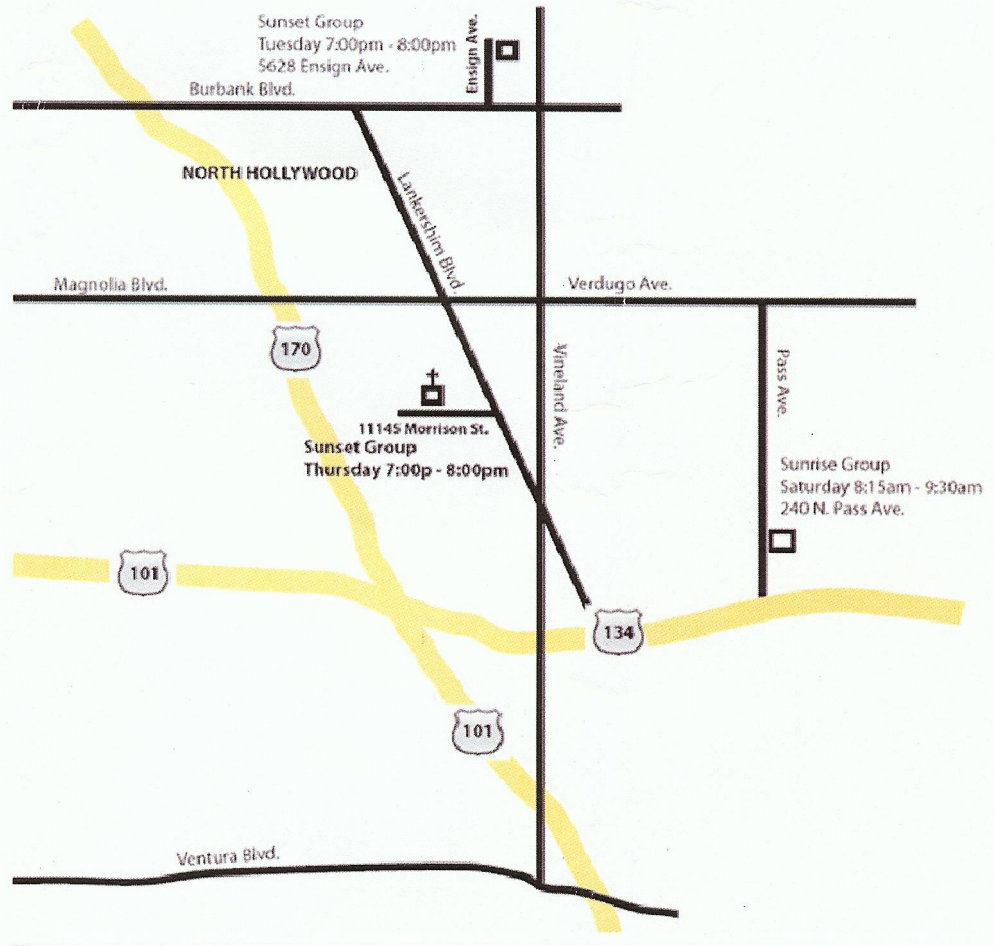 Sunset Group
Tuesday 7:00pm - 8:00pm
5628 Ensign Ave.
Ensign Ave.
Burbank Blvd.
NORTH HOLLYWOOD
Lankershim Blvd.
Magnolia Blvd.
Verdugo Ave.
170
Vineland Ave.
Pass Ave.
11145 Morrison St.
Sunset Group
Thursday 7:00p - 8:00pm
Sunrise Group
Saturday 8:15am - 9:30am
240 N. Pass Ave.
101
134
101
Ventura Blvd.